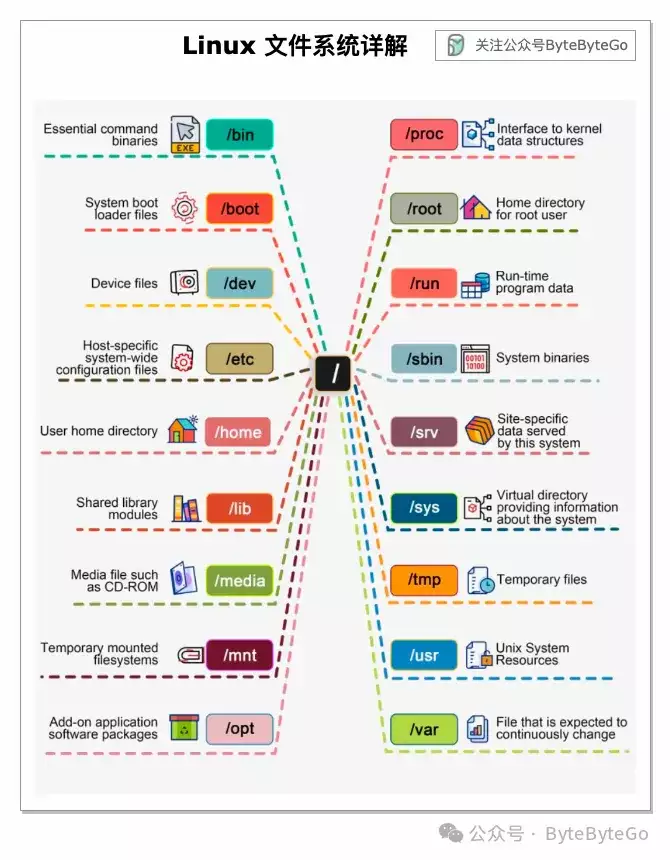 Linux 文件系统详解
关注公众号ByteByteGo
Essential command
binaries
EXE
/bin
System boot
loader files
/boot
Device files
/dev
Host-specific
system-wide
configuration files
/etc
User home directory
/home
Shared library
modules
/lib
Media file such
as CD-ROM
/media
Temporary mounted
filesystems
/mnt
Add-on application
software packages
/opt
/
/proc
Interface to kernel
data structures
/root
Home directory
for root user
/run
Run-time
program data
/sbin
00101
10100
System binaries
/srv
Site-specific
data served
by this system
/sys
Virtual directory
providing information
about the system
/tmp
Temporary files
/usr
Unix System
Resources
/var
File that is expected to
continuously change
公众号 · ByteByteGo